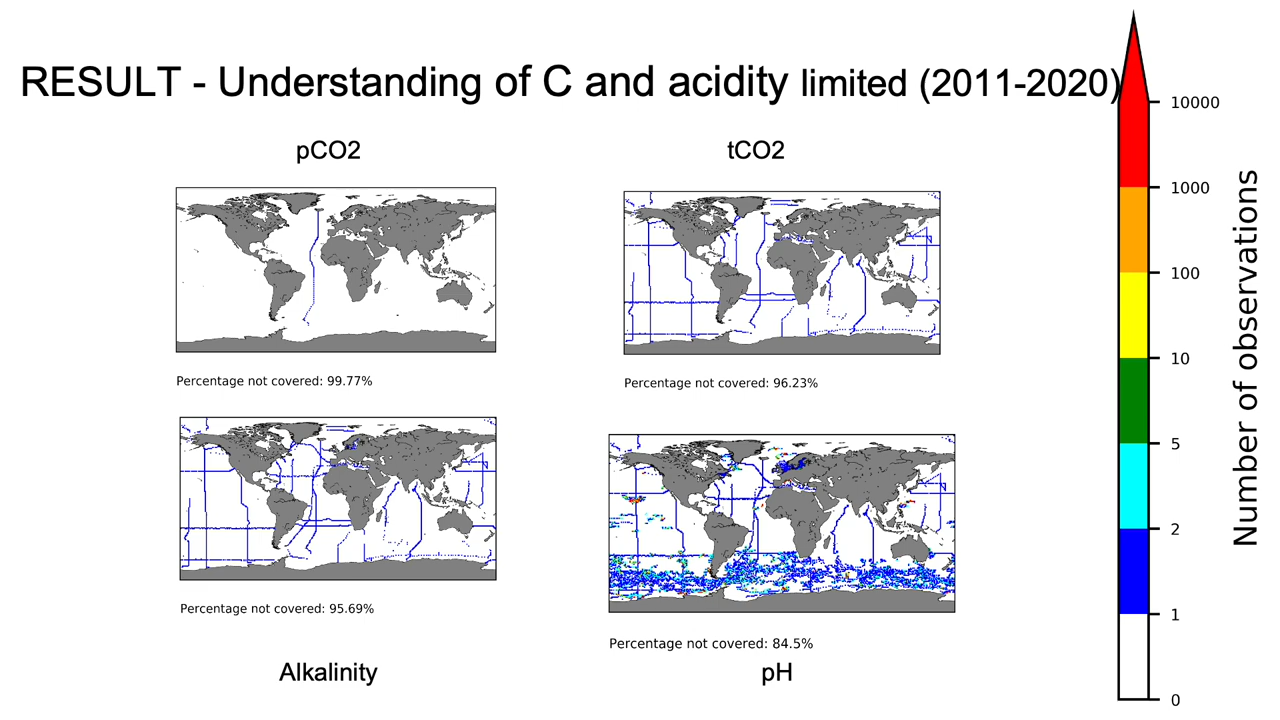 RESULT - Understanding of C and acidity limited (2011-2020)
pCO2
tCO2
Percentage not covered: 99.77%
Percentage not covered: 96.23%
Percentage not covered: 95.69%
Percentage not covered: 84.5%
Alkalinity
pH
10000
1000
100
10
5
2
1
0
Number of observations